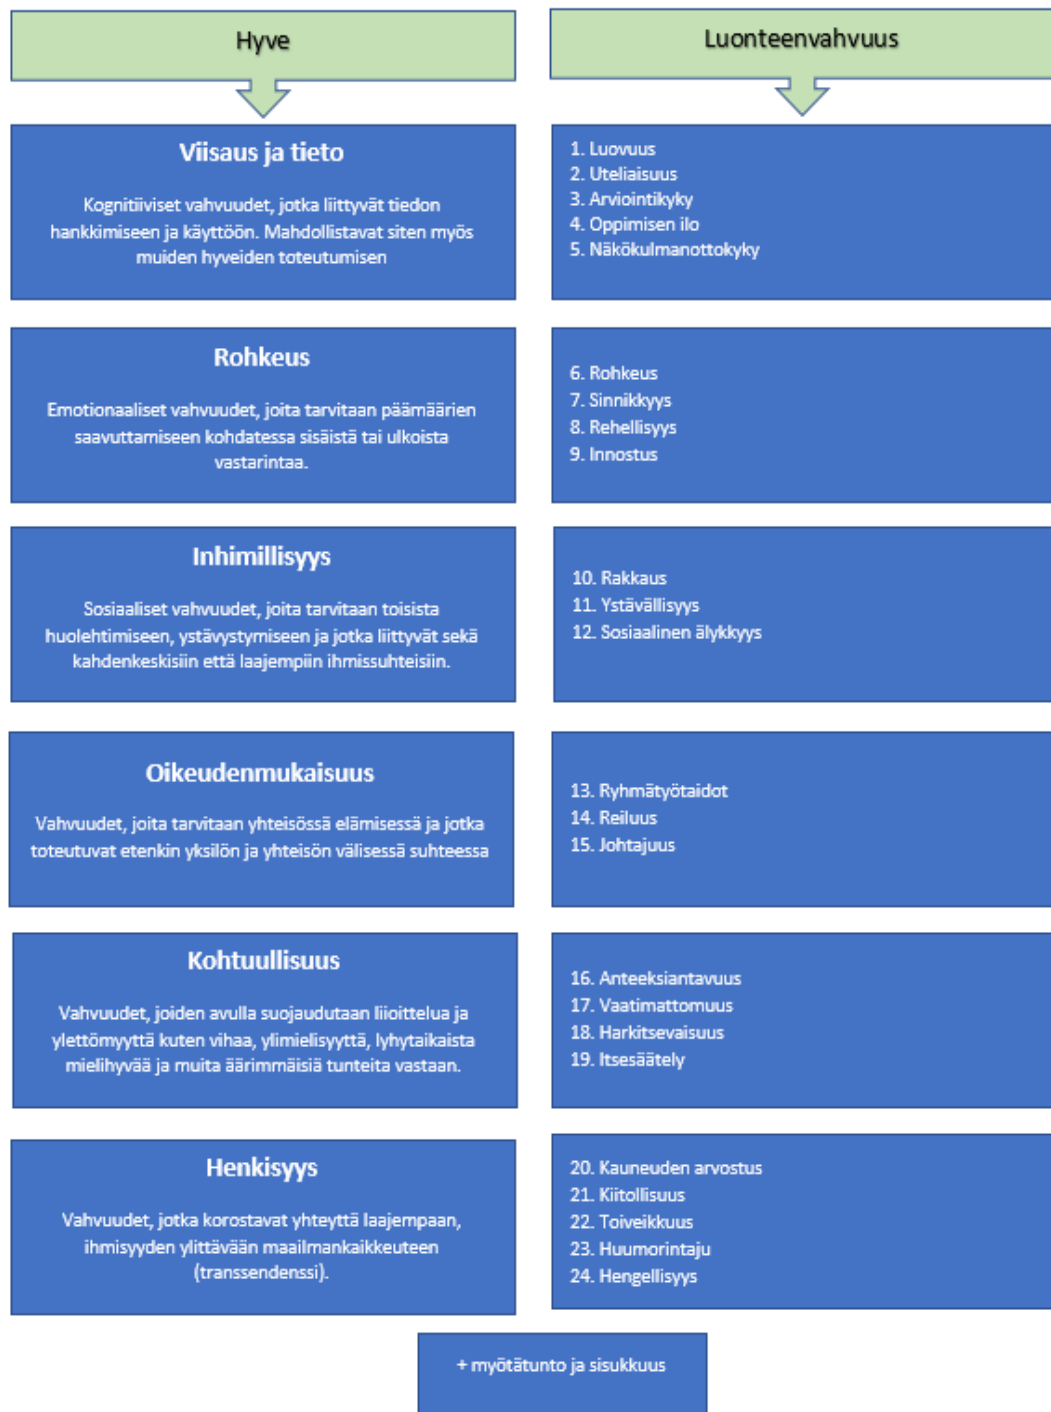 Hyve
Luonteenvahvuus
Viisaus ja tieto
Kognitiiviset vahvuudet, jotka liittyvät tiedon
hankkimiseen ja käyttöön. Mahdollistavat siten myös
muiden hyveiden toteutumisen
1. Luovuus
2. Uteliaisuus
3. Arviointikyky
4. Oppimisen ilo
5. Näkökulmanottokyky
Rohkeus
Emotionaaliset vahvuudet, joita tarvitaan päämäärien
saavuttamiseen kohdatessa sisäistä tai ulkoista
vastarintaa.
6. Rohkeus
7. Sinnikkyys
8. Rehellisyys
9. Innostus
Inhimillisyys
Sosiaaliset vahvuudet, joita tarvitaan toisista
huolehtimiseen, ystävystymiseen ja jotka liittyvät sekä
kahdenkeskisiin että laajempiin ihmissuhteisiin.
10. Rakkaus
11. Ystävällisyys
12. Sosiaalinen älykkyys
Oikeudenmukaisuus
Vahvuudet, joita tarvitaan yhteisössä elämisessä ja jotka
toteutuvat etenkin yksilön ja yhteisön välisessä suhteessa
13. Ryhmätyötaidot
14. Reiluus
15. Johtajuus
Kohtuullisuus
Vahvuudet, joiden avulla suojaudutaan liioittelua ja
ylettömyyttä kuten vihaa, ylimielisyyttä, lyhytaikaista
mielihyvää ja muita äärimmäisiä tunteita vastaan.
16. Anteeksiantavuus
17. Vaatimattomuus
18. Harkitsevaisuus
19. Itsesäätely
Henkisyys
Vahvuudet, jotka korostavat yhteyttä laajempaan,
ihmisyyden ylittävään maailmankaikkeuteen
(transsendenssi).
20. Kauneuden arvostus
21. Kiitollisuus
22. Toiveikkuus
23. Huumorintaju
24. Hengellisyys
+ myötätunto ja sisukkuus